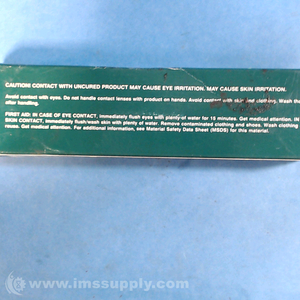 CAUTION! CONTACT WITH UNCURED PRODUCT MAY CAUSE EYE IRRITATION. MAY CAUSE SKIN IRRITATION.
Avoid contact with eyes. Do not handle contact lenses with product on hands. Avoid contact with skin and clothing. Wash
after handling.
FIRST AID: IN CASE OF EYE CONTACT, immediately flush eyes with plenty of water for 15 minutes. Get medical attention. IN
SKIN CONTACT, immediately flush/wash skin with plenty of water. Remove contaminated clothing and shoes. Wash clothing
reuse. Get medical attention. For additional information, see Material Safety Data Sheet (MSDS) for this material.
© www.imssupply.com